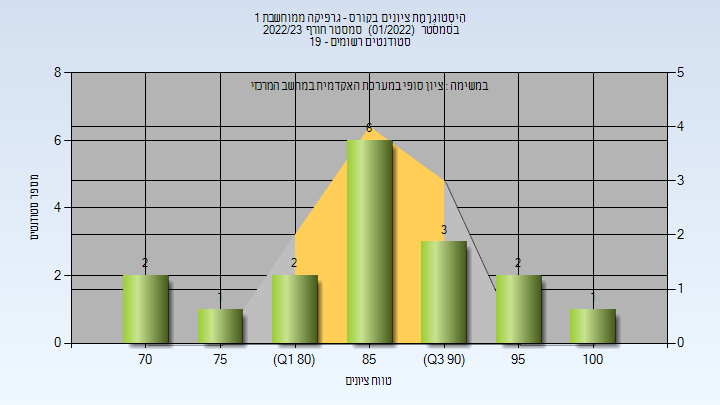 היסטוגרמת ציונים בקורס - גרפיקה ממוחשבת 1
בסמסטר (01/2022) סמסטר חורף 2022/23
סטודנטים רשומים - 19
במשימה : ציון סופי במערכת האקדמית במחשב המרכזי
8
6
4
2
0
5
4
3
2
1
0
מספר סטודנטים
2
1
2
6
3
2
1
70
75
(Q1 80)
85
(Q3 90)
95
100
טווח ציונים